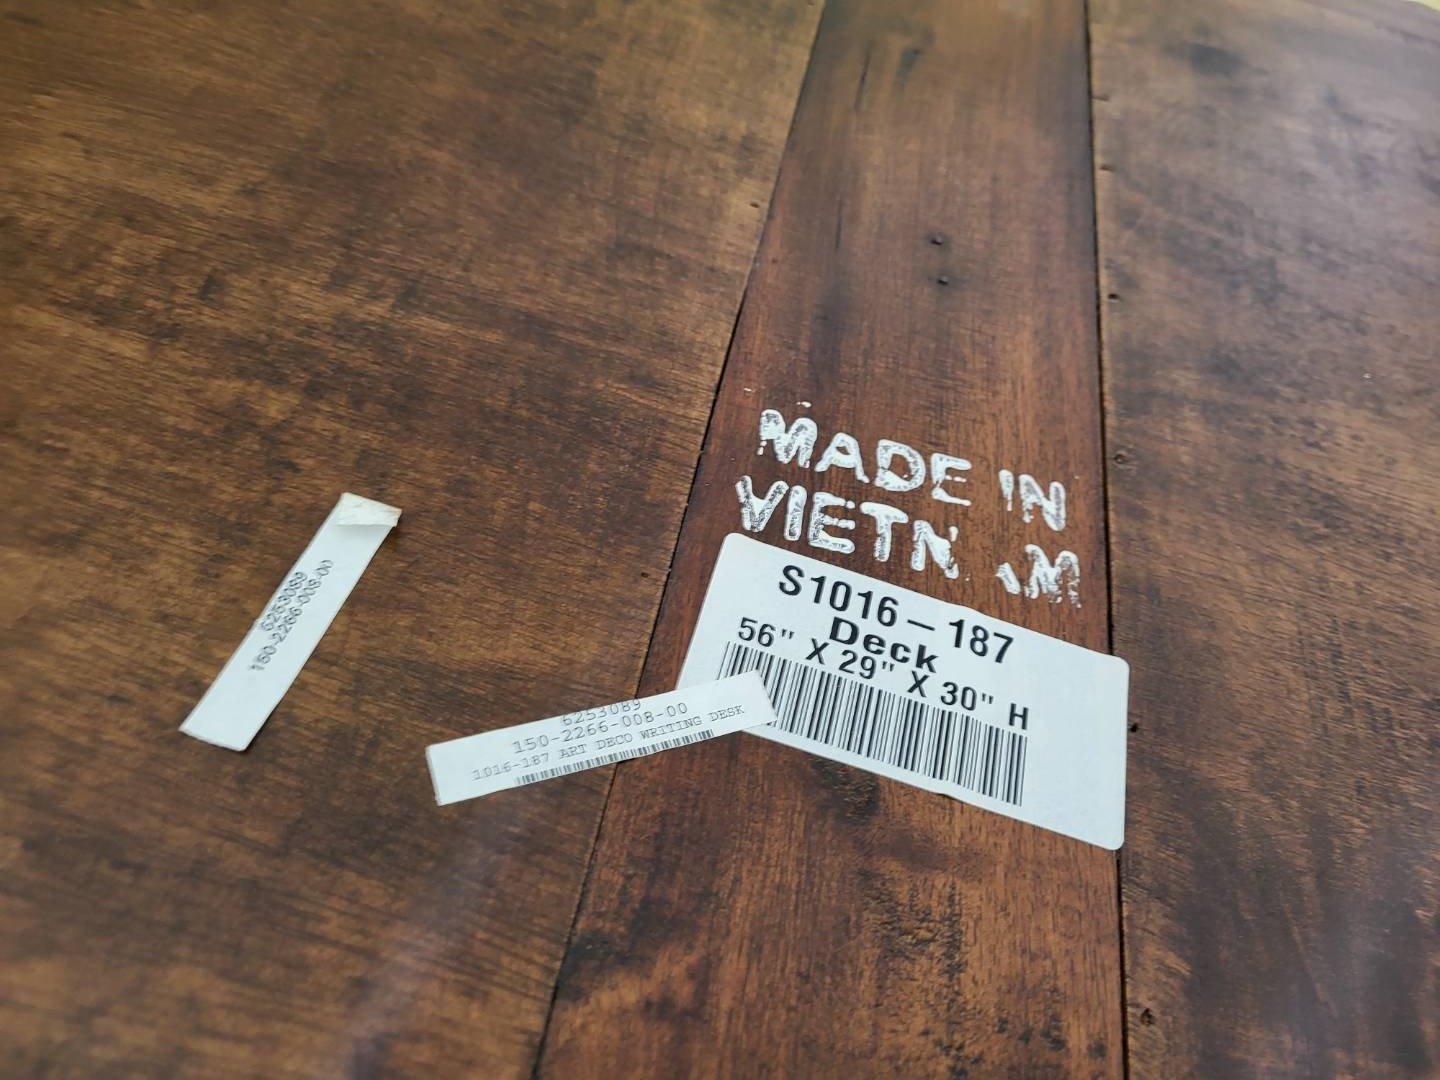 MADE IN
VIETN M
S1016-187
Deck
56" X 29" X 30" H
6253089
150-2266-008-00
1016-187 ART DECO WRITING DESK
6253089
150-2266-008-00